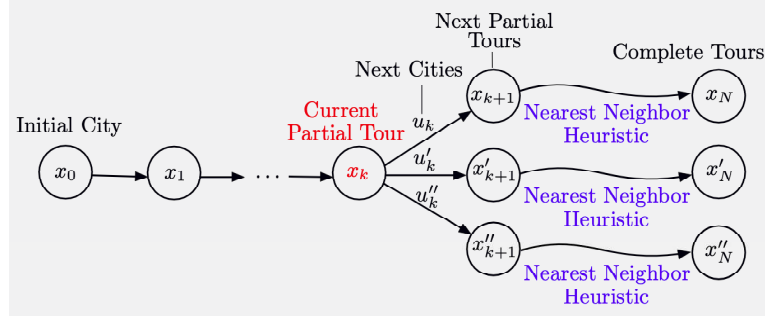 Next Partial
Tours
Next Cities
Complete Tours
Current
Partial Tour
Initial City
x_{k+1}
x_N
u_k
Nearest Neighbor
Heuristic
x_0
x_1
...
x_k
u'_k
x'_{k+1}
x'_N
Nearest Neighbor
Heuristic
u''_k
x''_{k+1}
x''_N
Nearest Neighbor
Heuristic